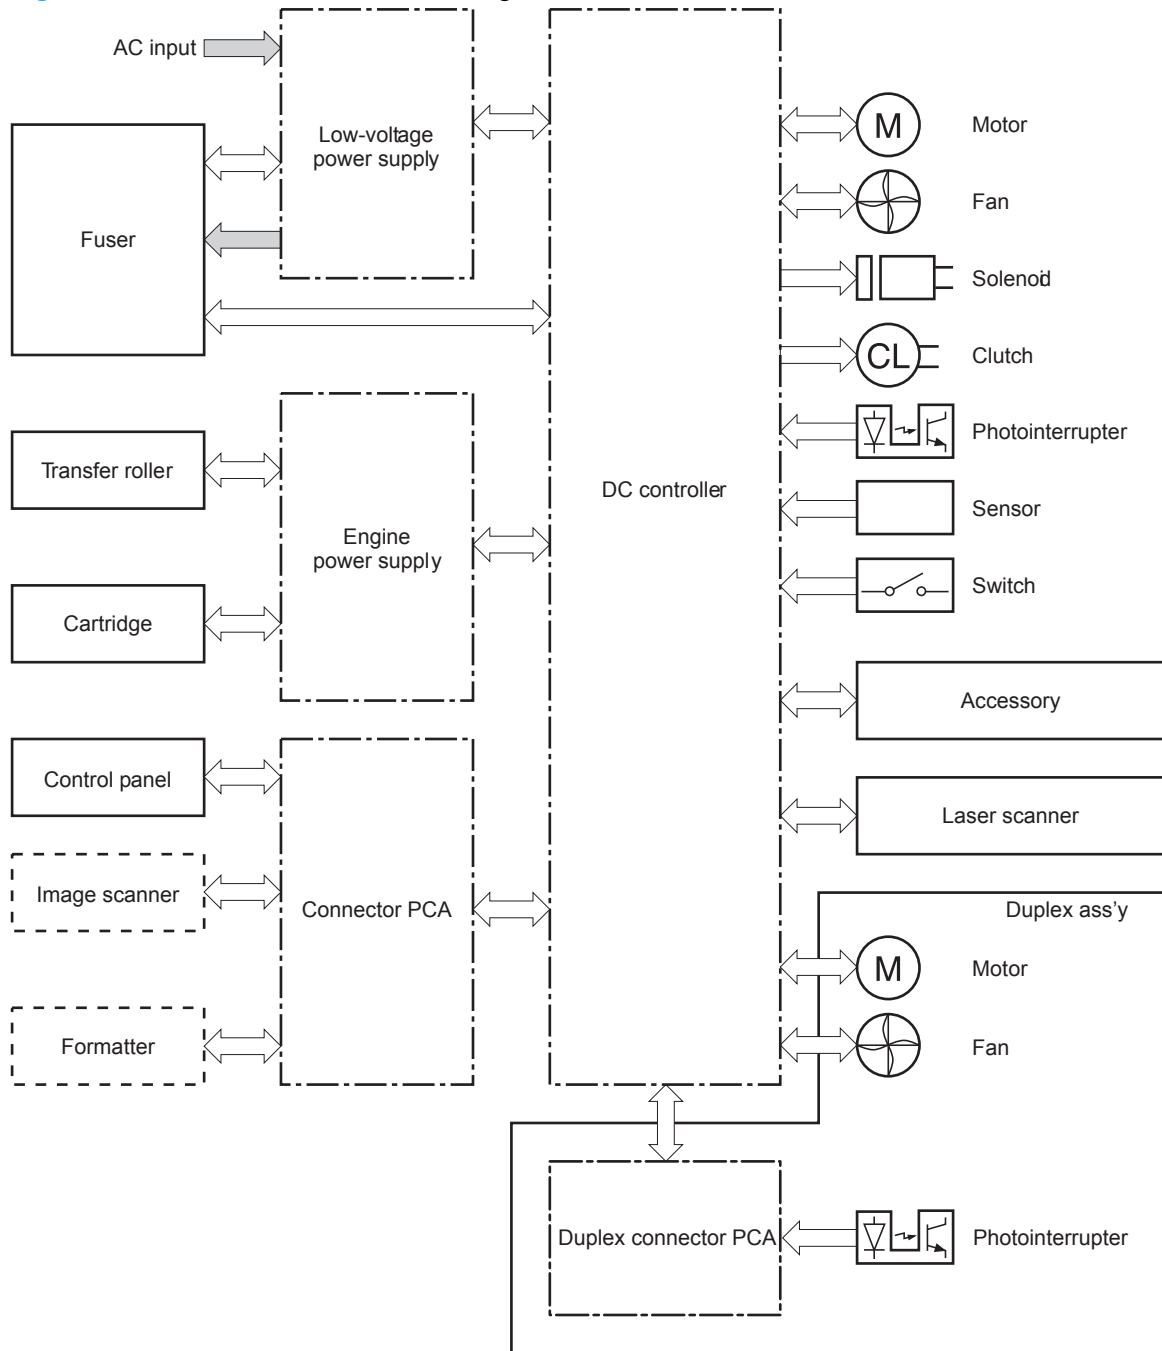 AC input
Low-voltage
power supply
Fuser
Transfer roller
Engine
power supply
Cartridge
Control panel
Image scanner
Connector PCA
Formatter
DC controller
M
Motor
Fan
Solenoid
CL
Clutch
Photointerrupter
Sensor
Switch
Accessory
Laser scanner
Duplex ass'y
M
Motor
Fan
Duplex connector PCA
Photointerrupter